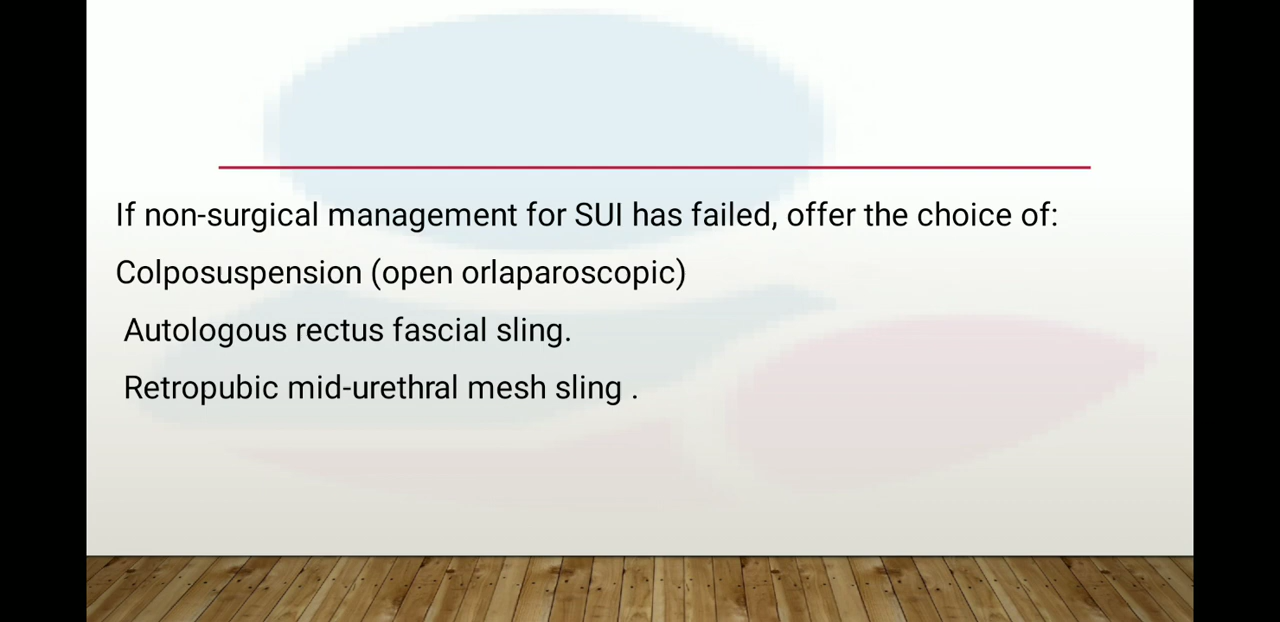 If non-surgical management for SUI has failed, offer the choice of:
Colposuspension (open orlaparoscopic)
Autologous rectus fascial sling.
Retropubic mid-urethral mesh sling .